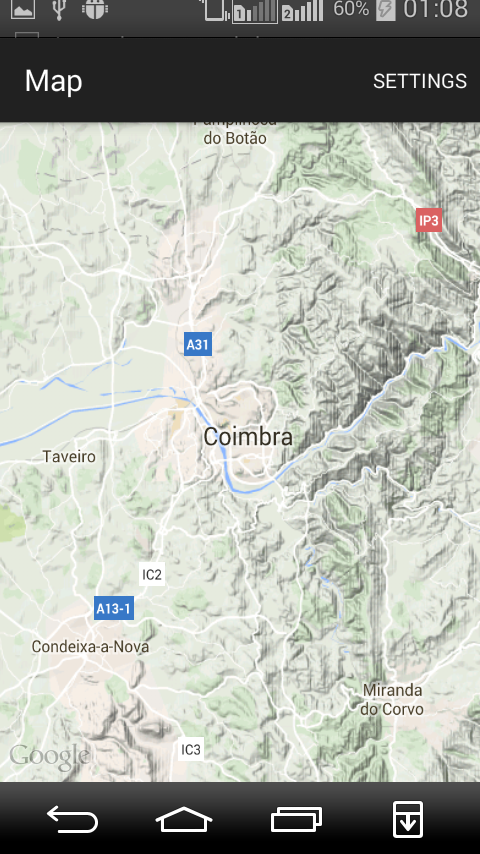 1 2 60% 01:08
Map SETTINGS
Pampilhosa
do Botão
IP3
A31
Coimbra
Taveiro
IC2
A13-1
Condeixa-a-Nova
Miranda
do Corvo
IC3
Google